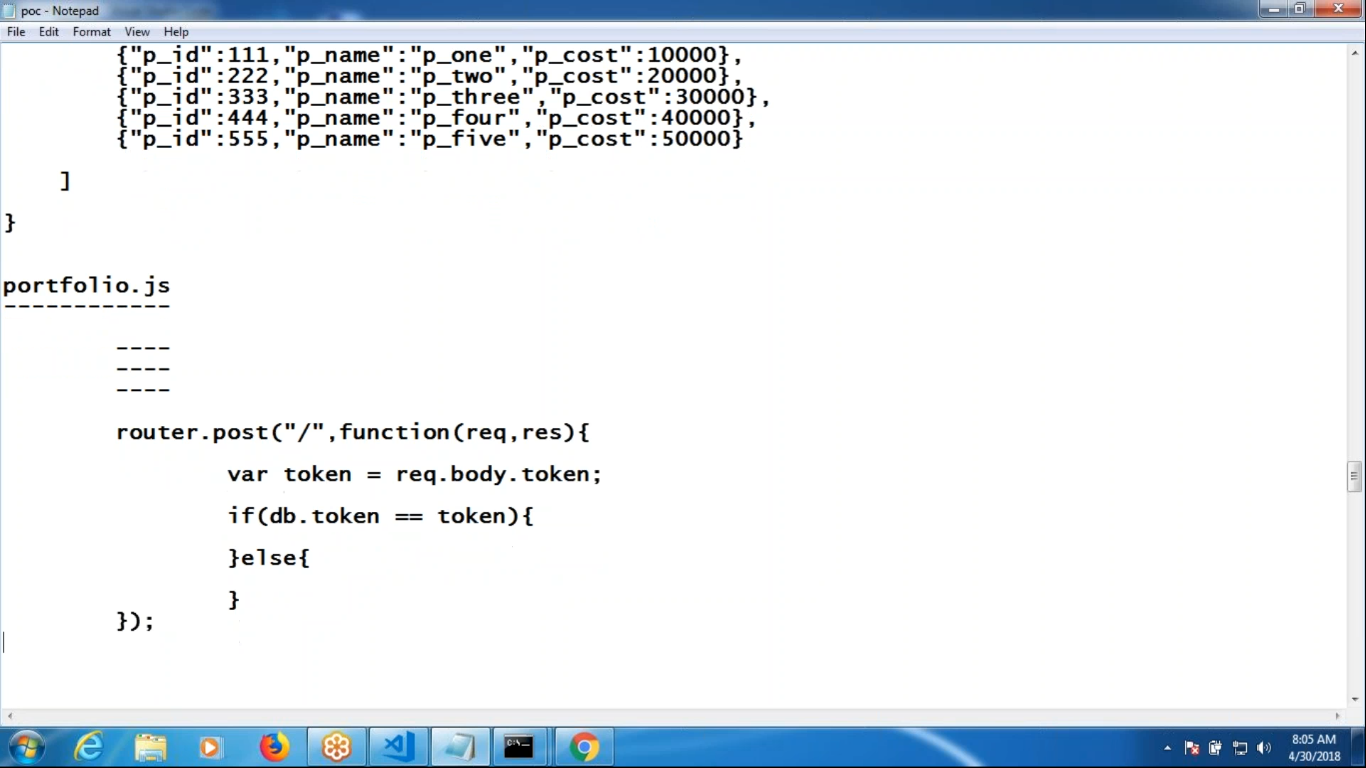 poc - Notepad
File Edit Format View Help
{"p_id":111,"p_name":"p_one","p_cost":10000},
{"p_id":222,"p_name":"p_two","p_cost":20000},
{"p_id":333,"p_name":"p_three","p_cost":30000},
{"p_id":444,"p_name":"p_four","p_cost":40000},
{"p_id":555,"p_name":"p_five","p_cost":50000}
]
}
portfolio.js
------------
----
----
----
router.post("/",function(req,res){
var token = req.body.token;
if(db.token == token){
}else{
}
});
C:\_
8:05 AM
4/30/2018